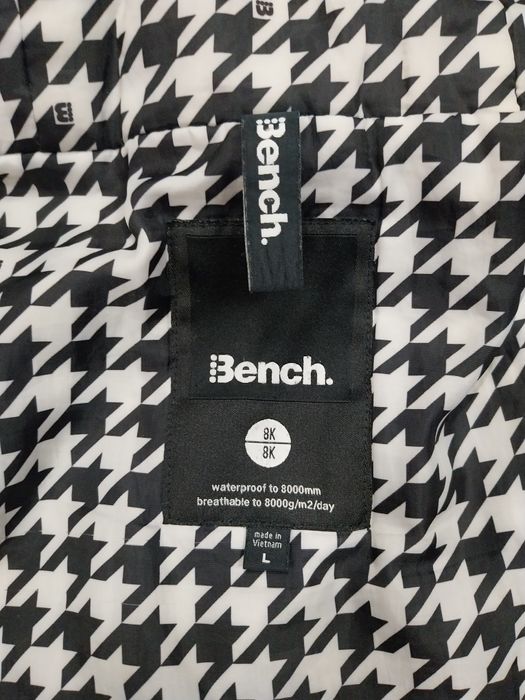 Bench.
Bench.
8K
8K
waterproof to 8000mm
breathable to 8000g/m2/day
made in
Vietnam
L